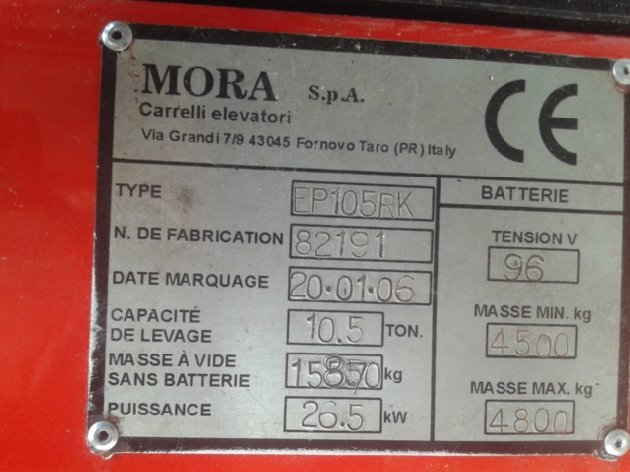 MORA S.p.A.
Carrelli elevatori
Via Grandi 7/9 43045 Fornovo Taro (PR) Italy
CE
TYPE EP105RK
N. DE FABRICATION 82191
DATE MARQUAGE 20·01·06
CAPACITÉ
DE LEVAGE 10.5 TON.
MASSE À VIDE
SANS BATTERIE kg
PUISSANCE 26.5 kW
BATTERIE
TENSION V
96
MASSE MIN. kg
4500
MASSE MAX. kg
4800